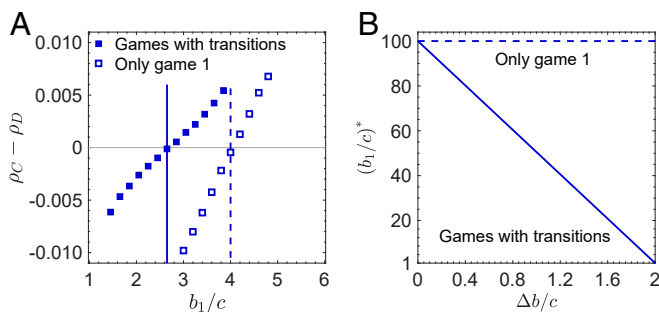 A
Games with transitions
Only game 1
0.010
0.005
0
-0.005
-0.010
ρ_C − ρ_D
1 2 3 4 5 6
b₁/c
B
Only game 1
Games with transitions
100
80
60
40
20
1
(b₁/c)*
0 0.4 0.8 1.2 1.6 2
Δb/c